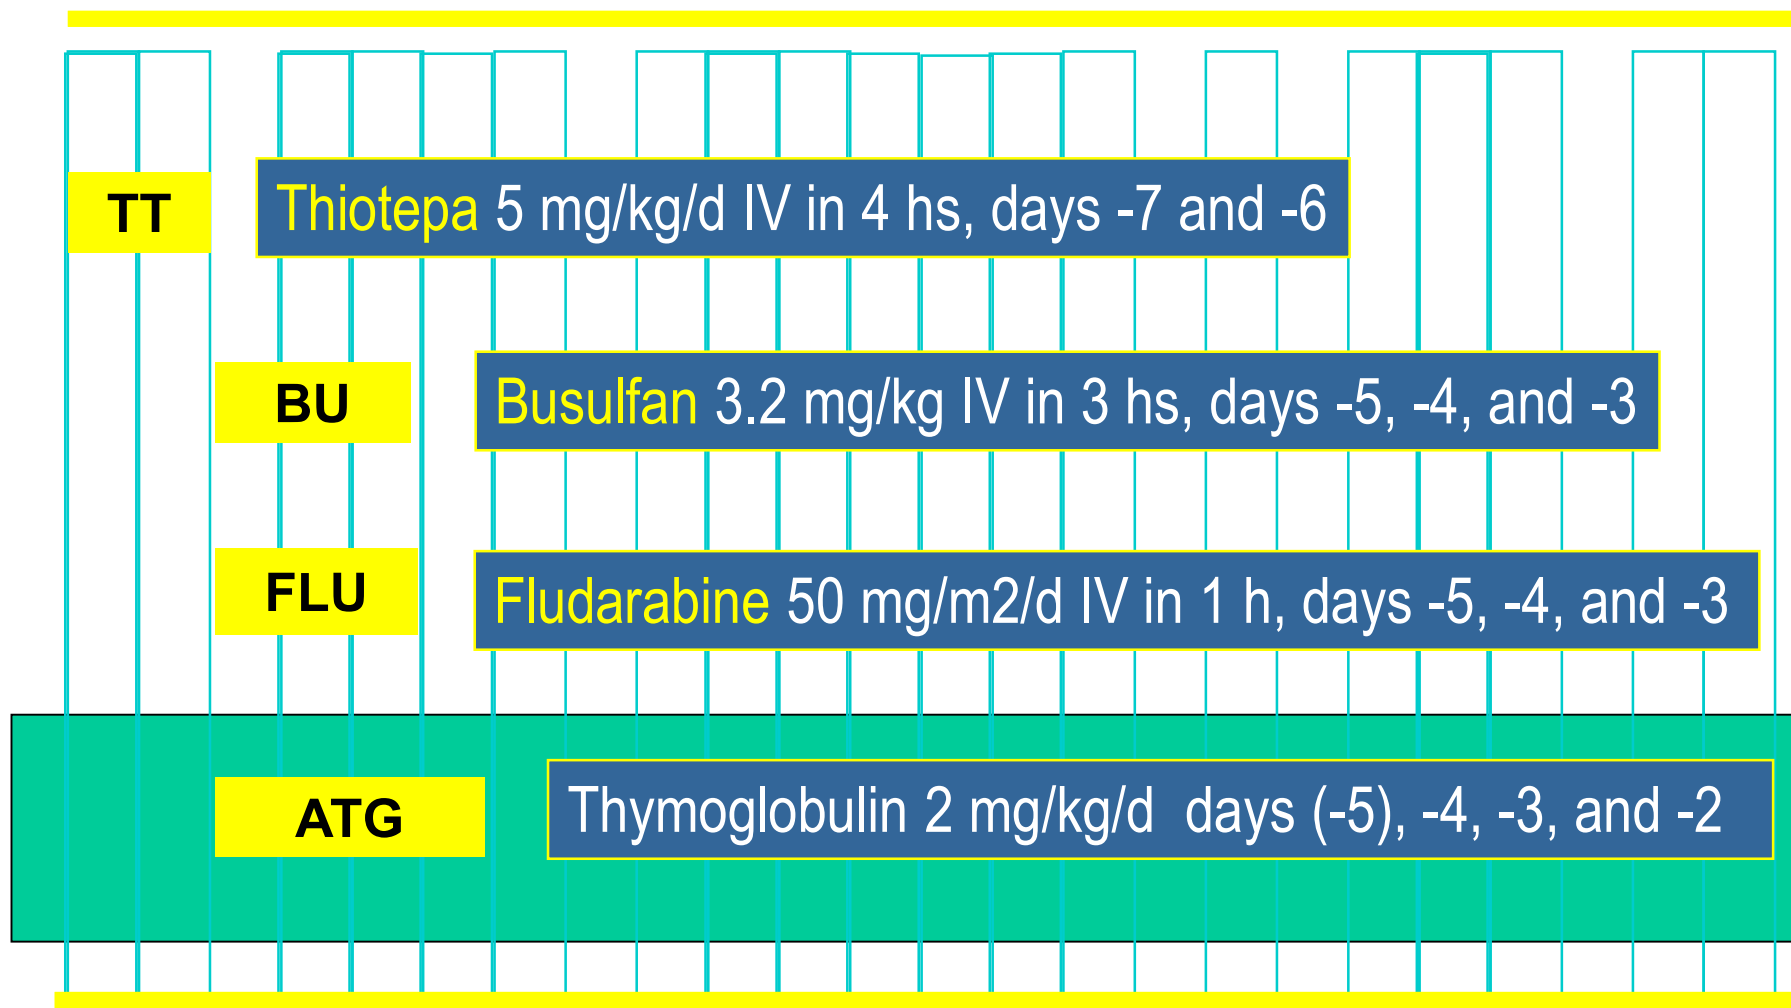 TT
Thiotepa 5 mg/kg/d IV in 4 hs, days -7 and -6
BU
Busulfan 3.2 mg/kg IV in 3 hs, days -5, -4, and -3
FLU
Fludarabine 50 mg/m2/d IV in 1 h, days -5, -4, and -3
ATG
Thymoglobulin 2 mg/kg/d  days (-5), -4, -3, and -2